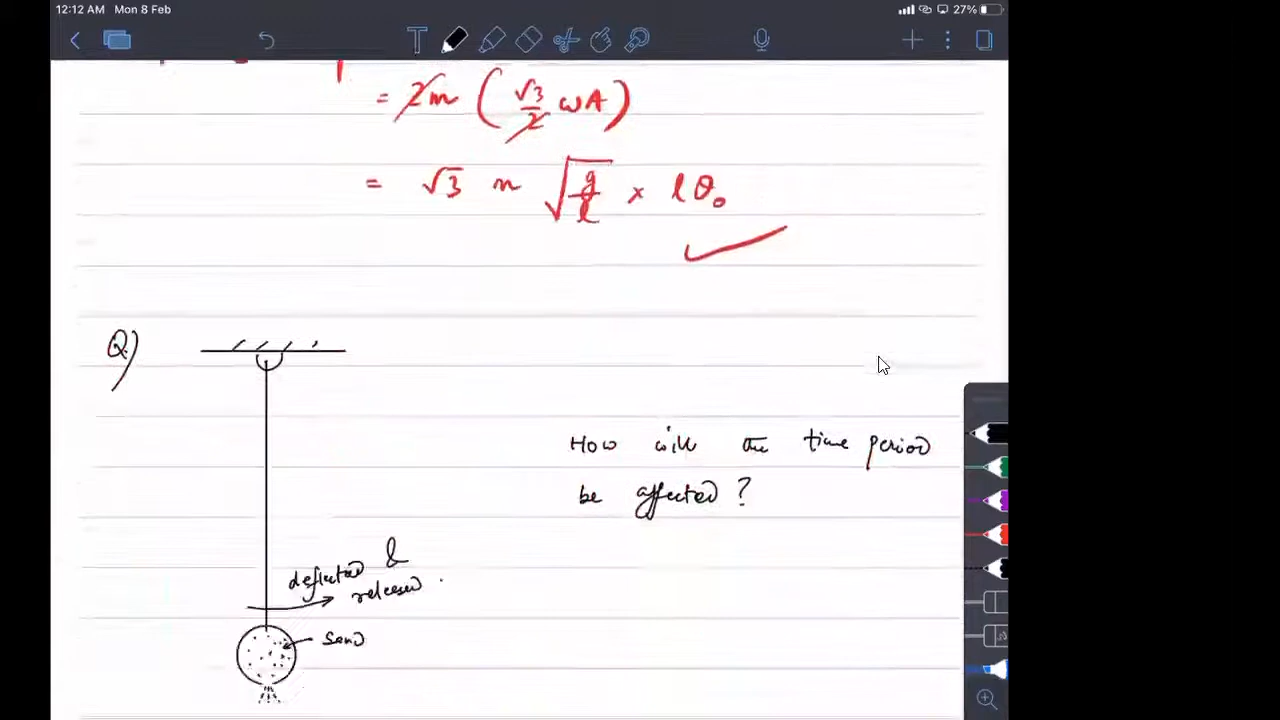 12:12 AM Mon 8 Feb
27%
= 2m ( √3/2 ωA )
= √3 m √(g/l) × lθ₀
Q)
How will the time period
be affected ?
deflected &
released.
sand